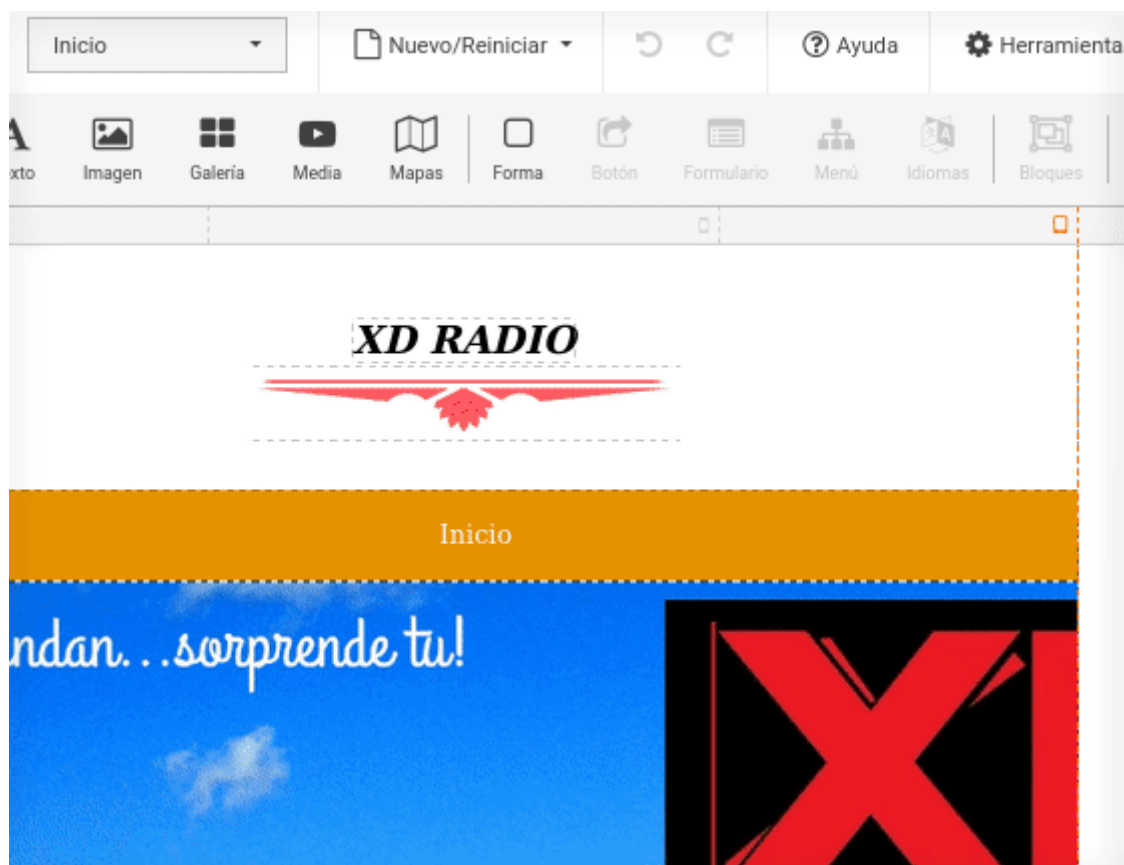 Inicio Nuevo/Reiniciar Ayuda Herramienta
xto Imagen Galería Media Mapas Forma Botón Formulario Menú Idiomas Bloques
XD RADIO
Inicio
ndan...sorprende tu!
X